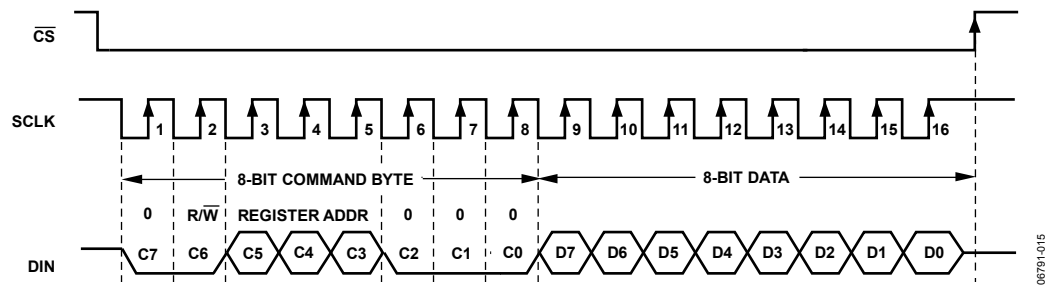 CS
SCLK
1 2 3 4 5 6 7 8 9 10 11 12 13 14 15 16
8-BIT COMMAND BYTE 8-BIT DATA
0 R/W REGISTER ADDR 0 0 0
DIN C7 C6 C5 C4 C3 C2 C1 C0 D7 D6 D5 D4 D3 D2 D1 D0
06791-015